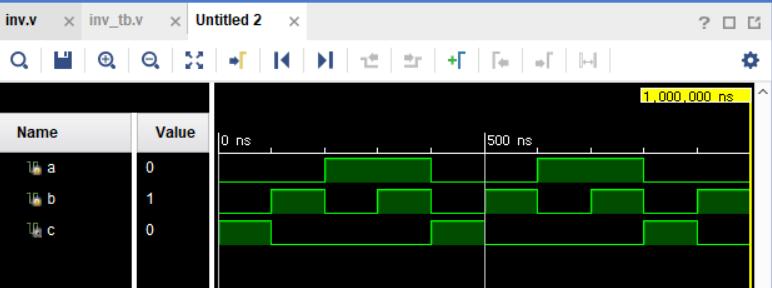 inv.v × inv_tb.v × Untitled 2 × ?
1,000,000 ns
Name Value 0 ns 500 ns
a 0
b 1
c 0